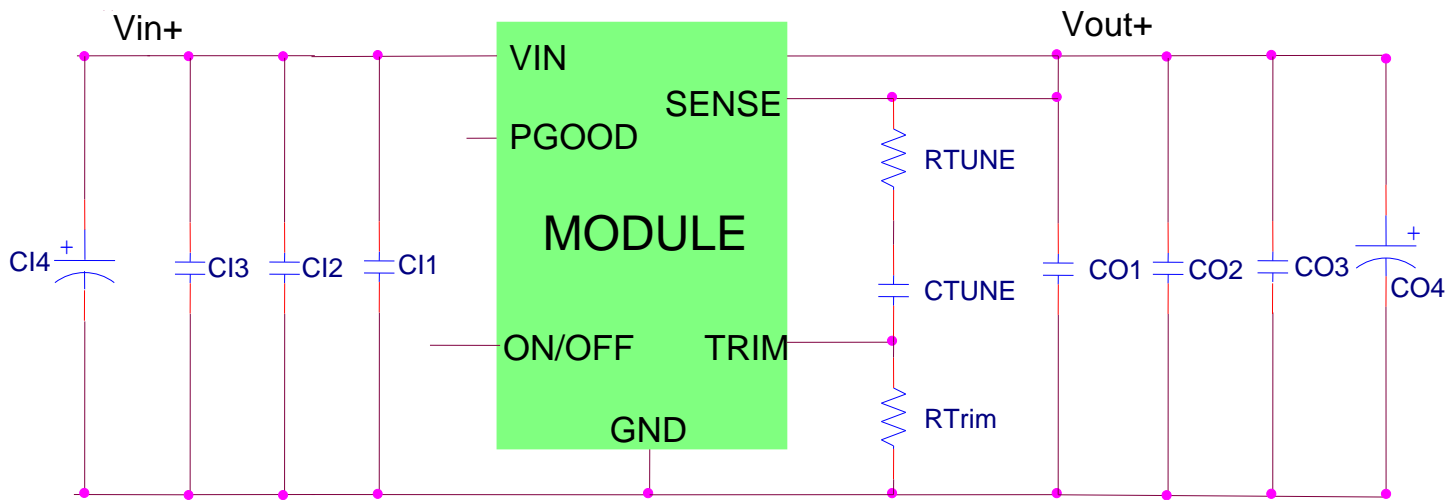 Vin+
Vout+
VIN
SENSE
PGOOD
RTUNE
MODULE
+
CI4
CI3
CI2
CI1
CTUNE
CO1
CO2
CO3
+
CO4
ON/OFF
TRIM
RTrim
GND